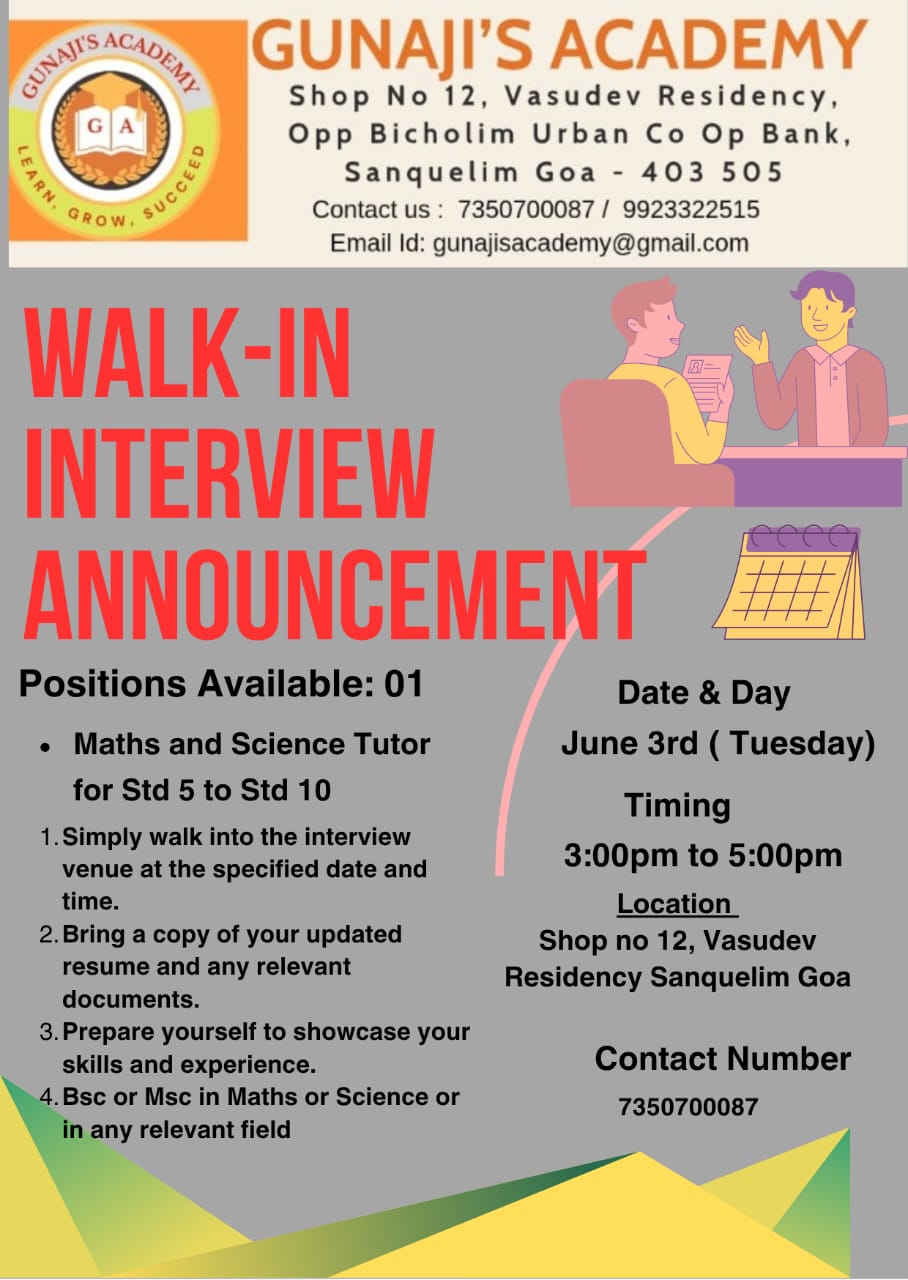 GUNAJI'S ACADEMY
G A
LEARN, GROW, SUCCEED
GUNAJI'S ACADEMY
Shop No 12, Vasudev Residency,
Opp Bicholim Urban Co Op Bank,
Sanquelim Goa - 403 505
Contact us : 7350700087 / 9923322515
Email Id: gunajisacademy@gmail.com
WALK-IN
INTERVIEW
ANNOUNCEMENT
Positions Available: 01
• Maths and Science Tutor
for Std 5 to Std 10
1. Simply walk into the interview
venue at the specified date and
time.
2. Bring a copy of your updated
resume and any relevant
documents.
3. Prepare yourself to showcase your
skills and experience.
4. Bsc or Msc in Maths or Science or
in any relevant field
Date & Day
June 3rd ( Tuesday)
Timing
3:00pm to 5:00pm
Location
Shop no 12, Vasudev
Residency Sanquelim Goa
Contact Number
7350700087